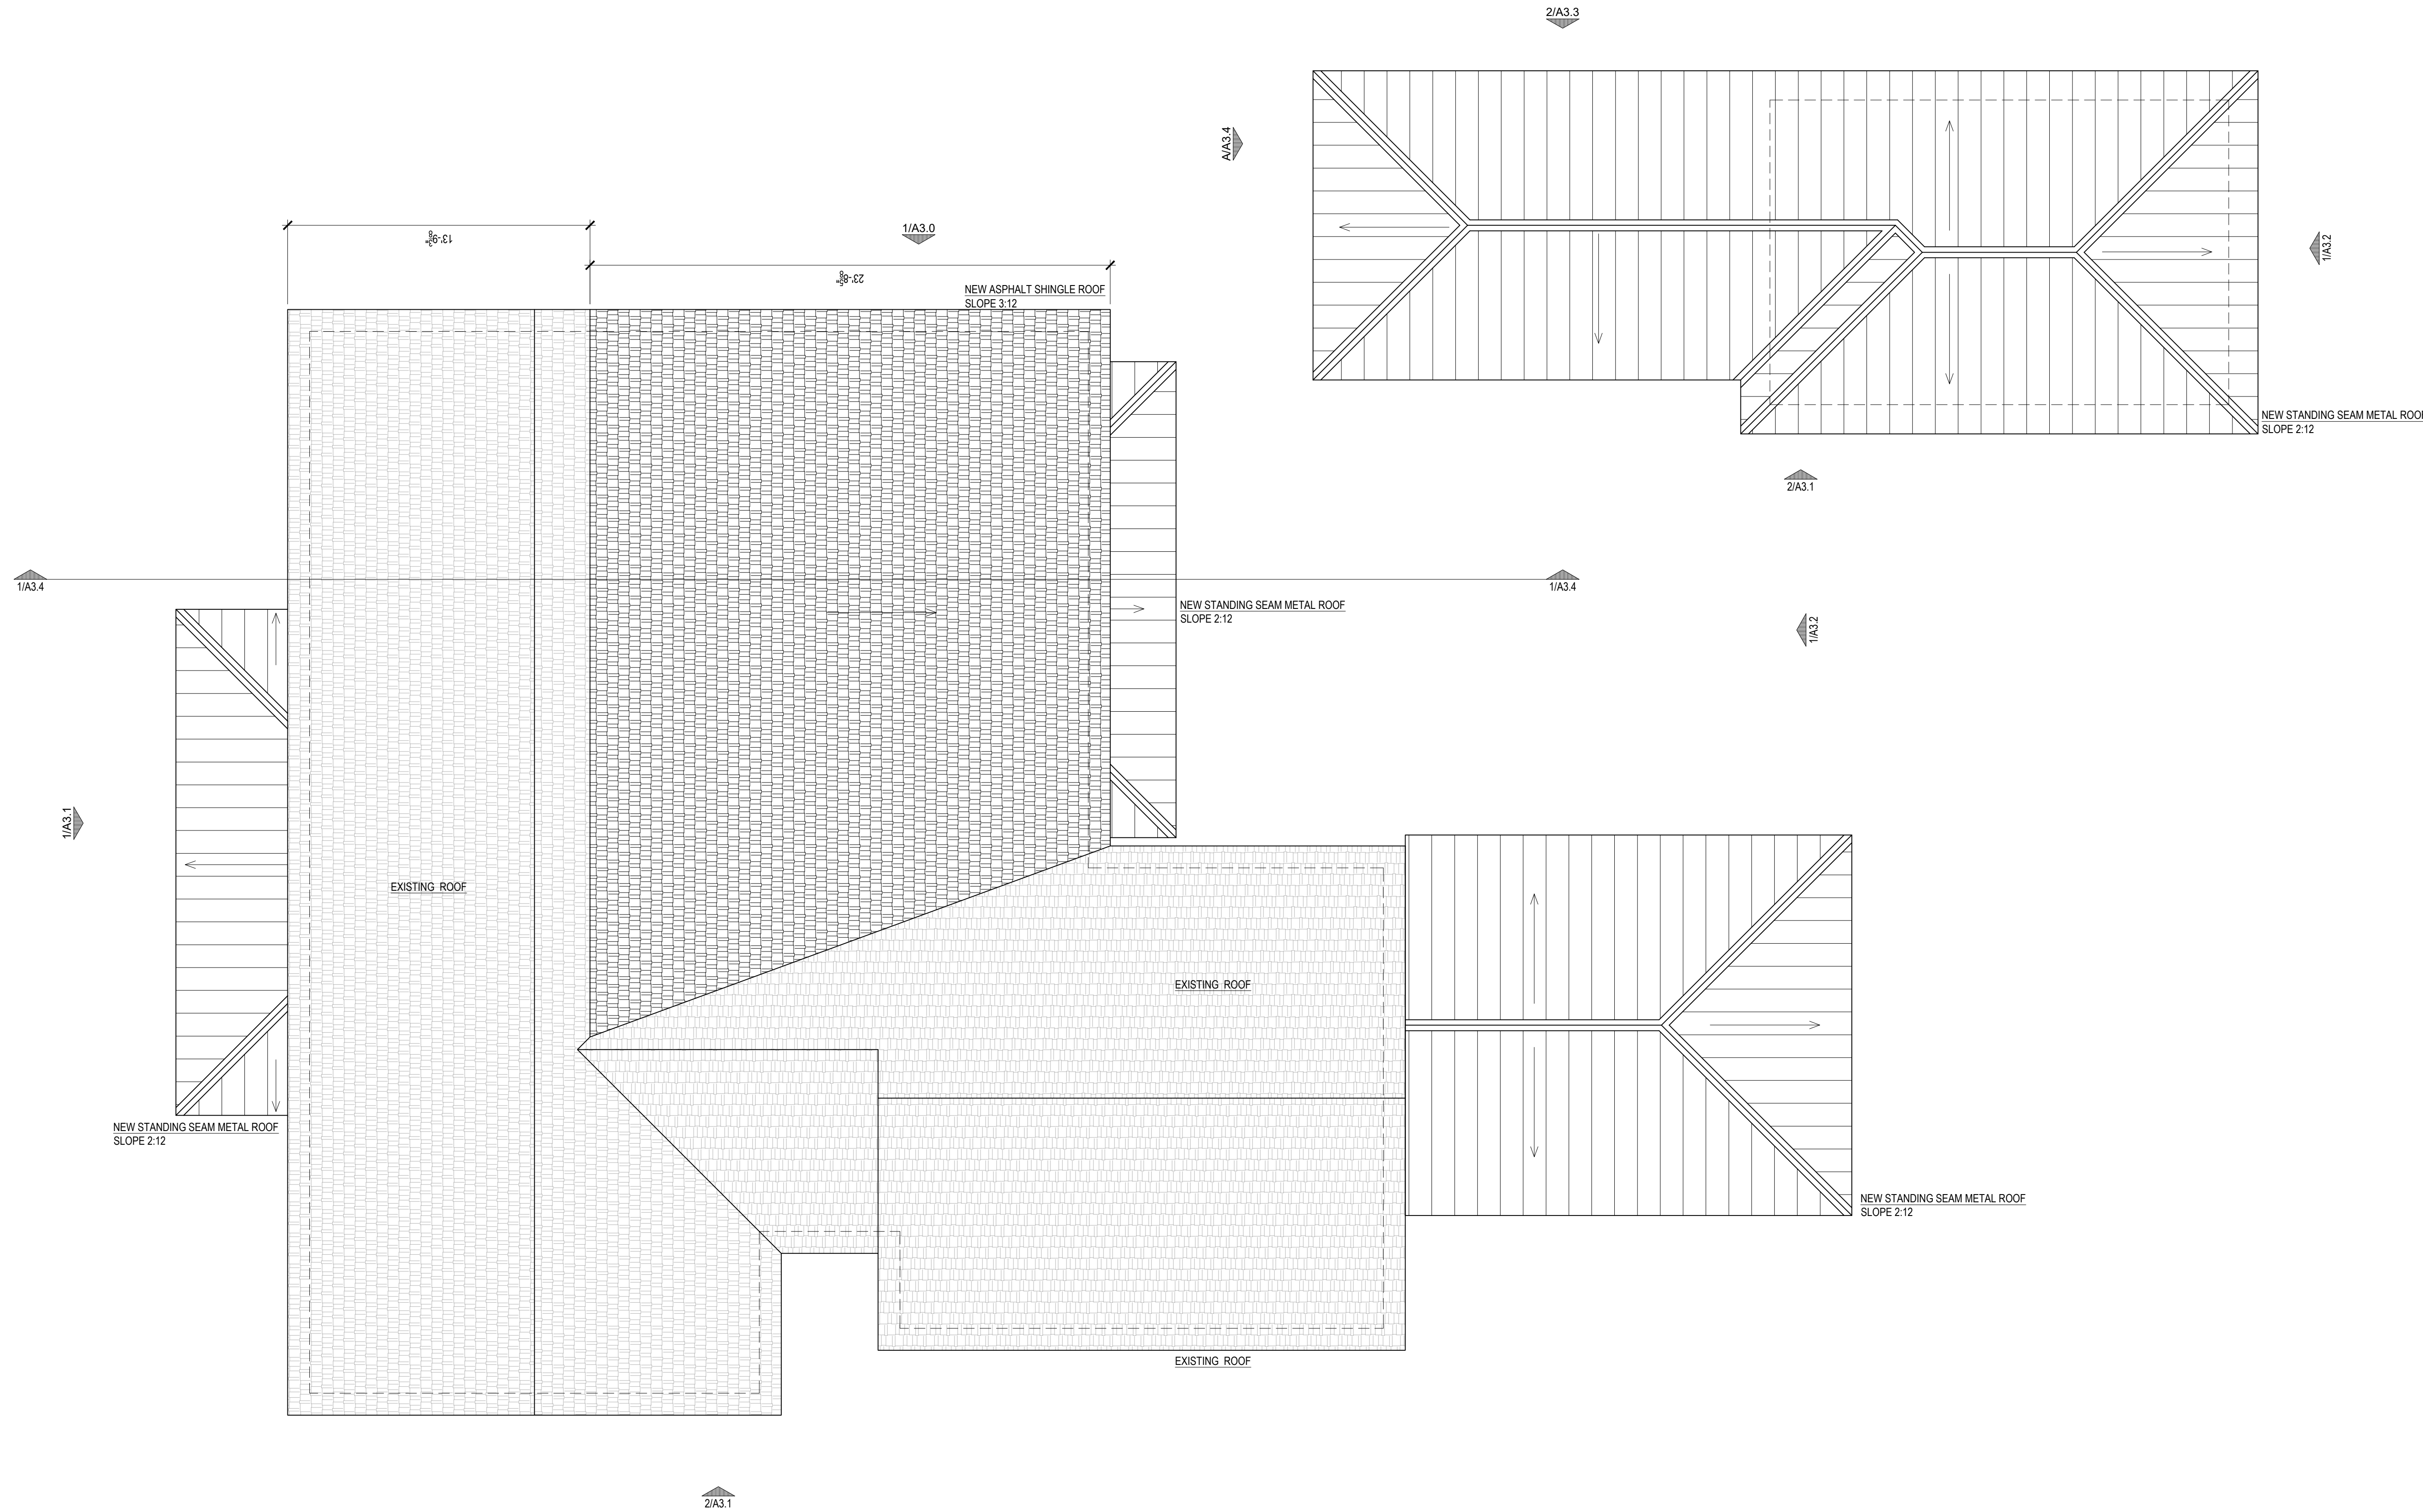 2/A3.3
A/A3.4
1/A3.0
13'-9 3/8"
23'-8 5/8"
1/A3.2
NEW ASPHALT SHINGLE ROOF
SLOPE 3:12
NEW STANDING SEAM METAL ROOF
SLOPE 2:12
2/A3.1
1/A3.4
1/A3.4
NEW STANDING SEAM METAL ROOF
SLOPE 2:12
1/A3.2
1/A3.1
EXISTING ROOF
EXISTING ROOF
NEW STANDING SEAM METAL ROOF
SLOPE 2:12
NEW STANDING SEAM METAL ROOF
SLOPE 2:12
EXISTING ROOF
2/A3.1